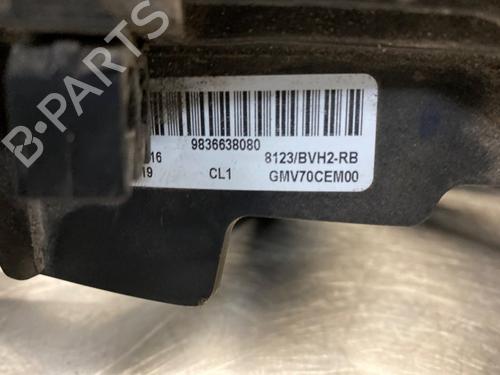 B-PARTS
9836638080
16 8123/BVH2-RB
19 CL1 GMV70CEM00